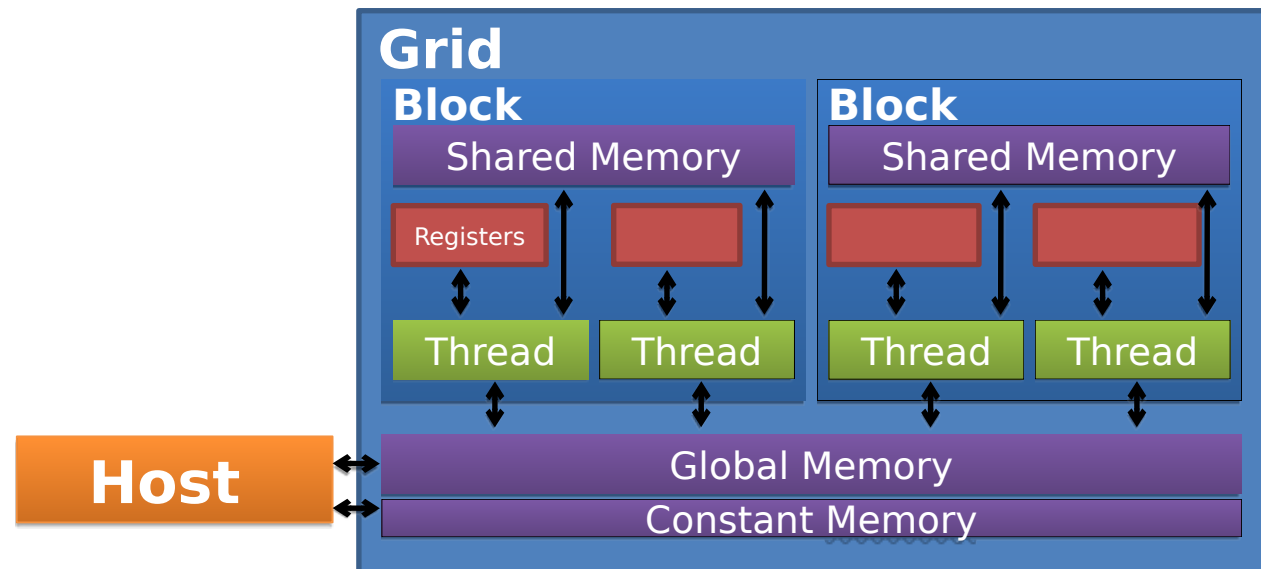 Grid
Block
Block
Shared Memory
Shared Memory
Registers
Thread
Thread
Thread
Thread
Host
Global Memory
Constant Memory